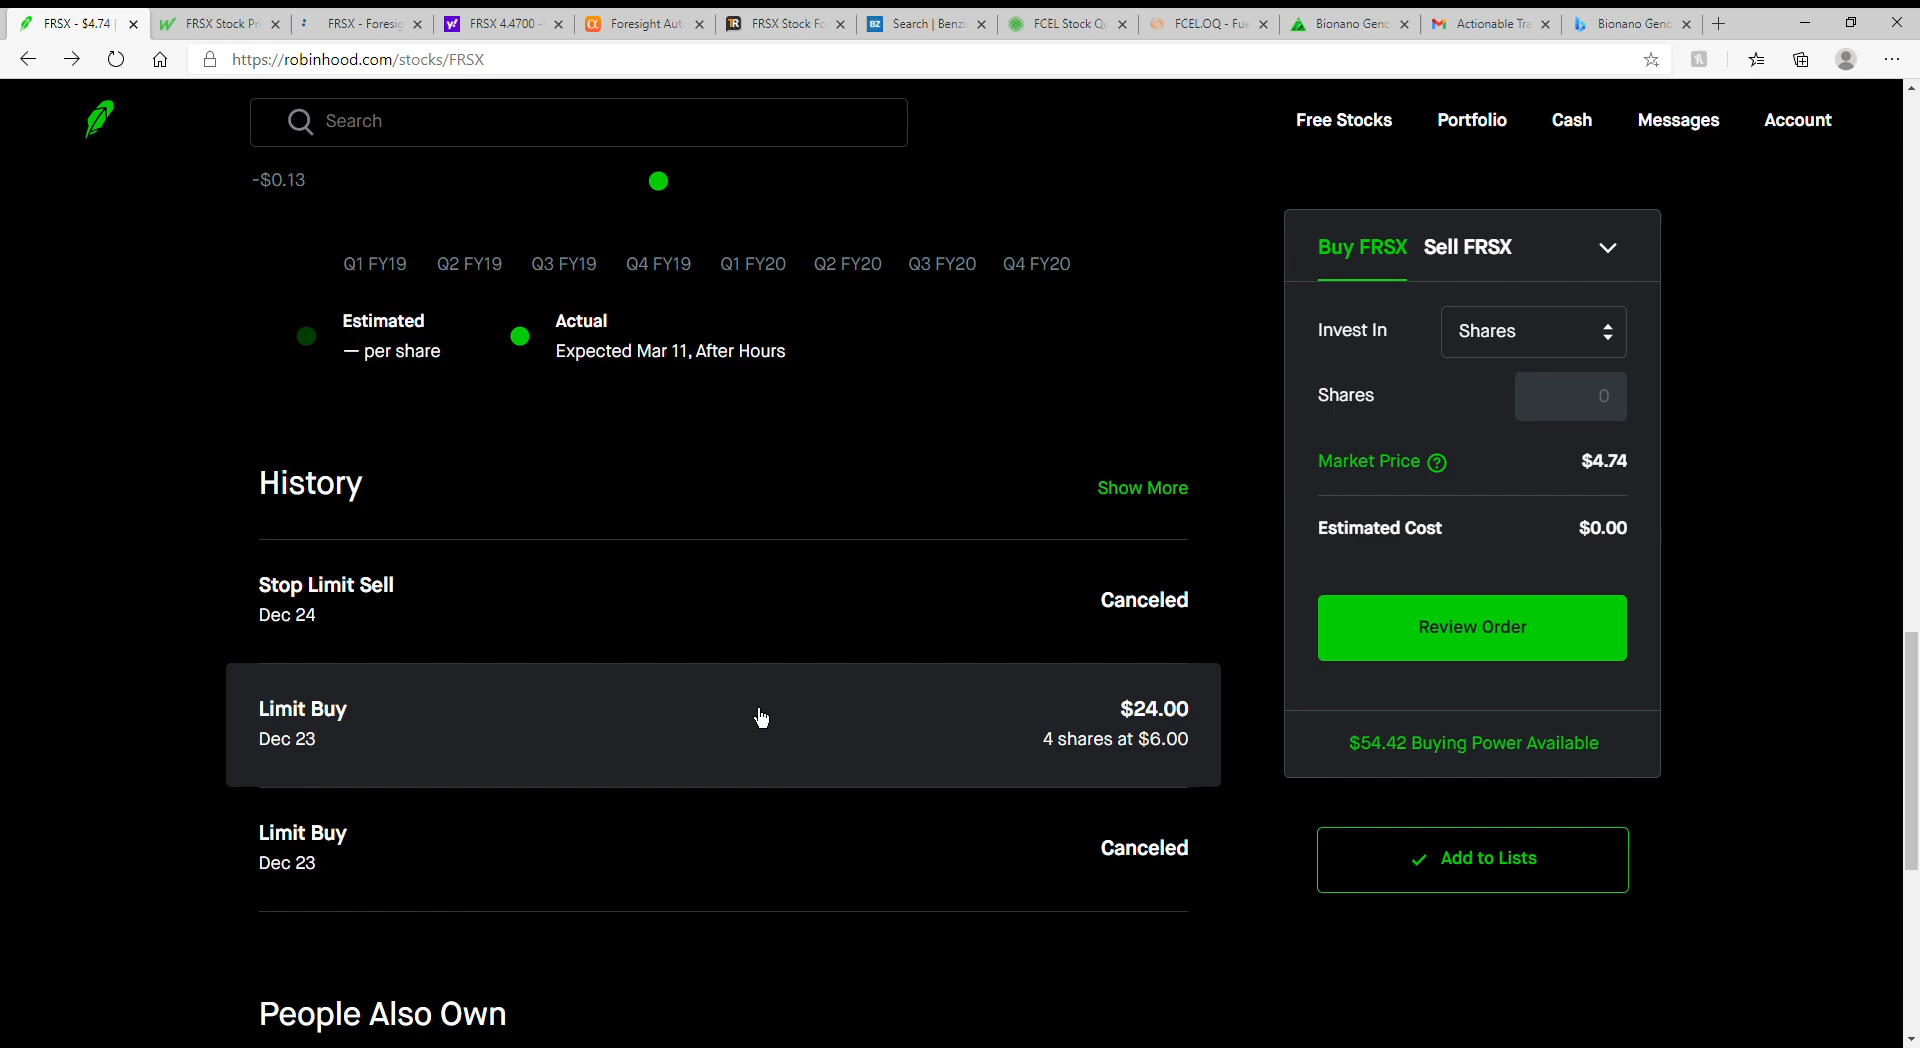 FRSX - $4.74 |
FRSX Stock Pri
FRSX - Foresig
FRSX 4.4700 -
Foresight Aut
FRSX Stock Fo
Search | Benzi
FCEL Stock Qu
FCEL.OQ - Fue
Bionano Geno
Actionable Tra
Bionano Geno
https://robinhood.com/stocks/FRSX
Search
Free Stocks
Portfolio
Cash
Messages
Account
-$0.13
Q1 FY19 Q2 FY19 Q3 FY19 Q4 FY19 Q1 FY20 Q2 FY20 Q3 FY20 Q4 FY20
Estimated
— per share
Actual
Expected Mar 11, After Hours
History
Show More
Stop Limit Sell
Dec 24
Canceled
Limit Buy
Dec 23
$24.00
4 shares at $6.00
Limit Buy
Dec 23
Canceled
People Also Own
Buy FRSX Sell FRSX
Invest In
Shares
Shares
0
Market Price ?
$4.74
Estimated Cost
$0.00
Review Order
$54.42 Buying Power Available
Add to Lists